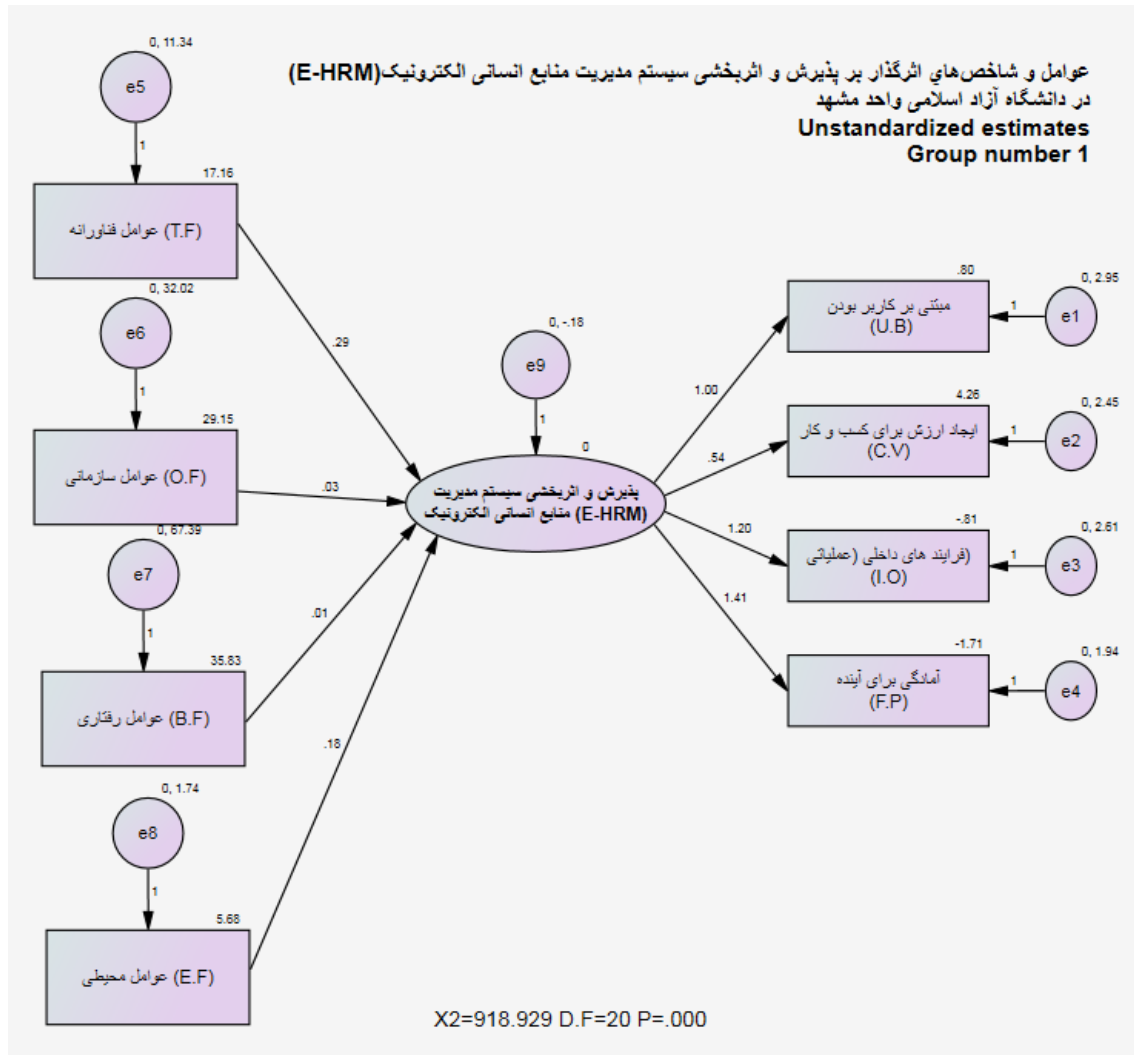 عوامل و شاخص‌هاي اثرگذار بر پذیرش و اثربخشی سیستم مدیریت منابع انسانی الکترونیک(E-HRM)
در دانشگاه آزاد اسلامی واحد مشهد
Unstandardized estimates
Group number 1
0, 11.34
e5
1
17.16
عوامل فناورانه (T.F)
.29
0, 32.02
e6
1
29.15
عوامل سازمانی (O.F)
.03
0, 67.39
e7
1
35.83
عوامل رفتاری (B.F)
.01
0, 1.74
e8
1
5.68
عوامل محیطی (E.F)
.18
0, -.18
e9
1
0
پذیرش و اثربخشی سیستم مدیریت
منابع انسانی الکترونیک (E-HRM)
1.00
.80
مبتنی بر کاربر بودن
(U.B)
1
0, 2.95
e1
.54
4.26
ایجاد ارزش برای کسب و کار
(C.V)
1
0, 2.45
e2
1.20
-.81
فرایند های داخلی (عملیاتی)
(I.O)
1
0, 2.61
e3
1.41
-1.71
آمادگی برای آینده
(F.P)
1
0, 1.94
e4
X2=918.929 D.F=20 P=.000